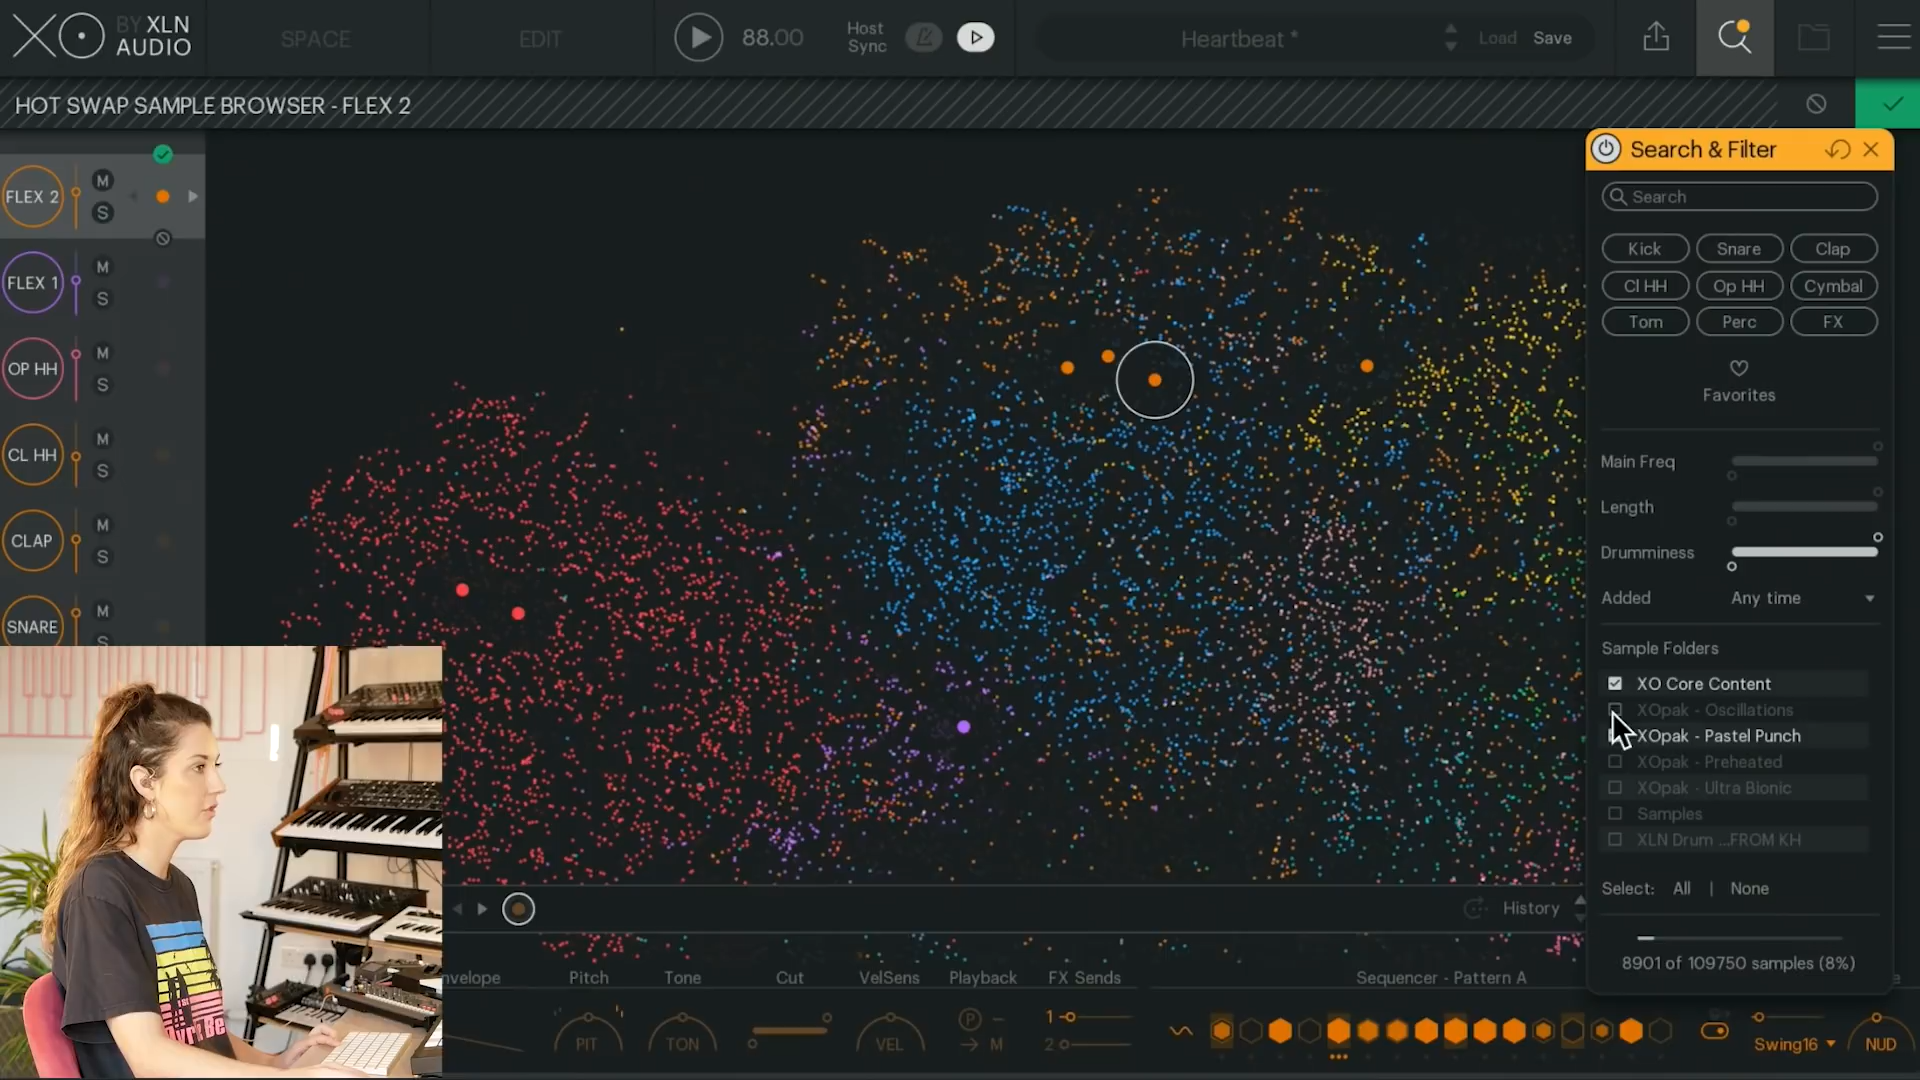 XO BY XLN AUDIO
SPACE
EDIT
88.00
Host Sync
Heartbeat *
Load
Save
HOT SWAP SAMPLE BROWSER - FLEX 2
FLEX 2
M
S
FLEX 1
M
S
OP HH
M
S
CL HH
M
S
CLAP
M
S
SNARE
M
S
Search & Filter
Search
Kick
Snare
Clap
Cl HH
Op HH
Cymbal
Tom
Perc
FX
Favorites
Main Freq
Length
Drumminess
Added
Any time
Sample Folders
XO Core Content
XOpak - Oscillations
XOpak - Pastel Punch
XOpak - Preheated
XOpak - Ultra Bionic
Samples
XLN Drum ...FROM KH
Select: All | None
8901 of 109750 samples (8%)
History
nvelope
Pitch
Tone
Cut
VelSens
Playback
FX Sends
Sequencer - Pattern A
PIT
TON
VEL
P
M
1
2
Swing16
NUD